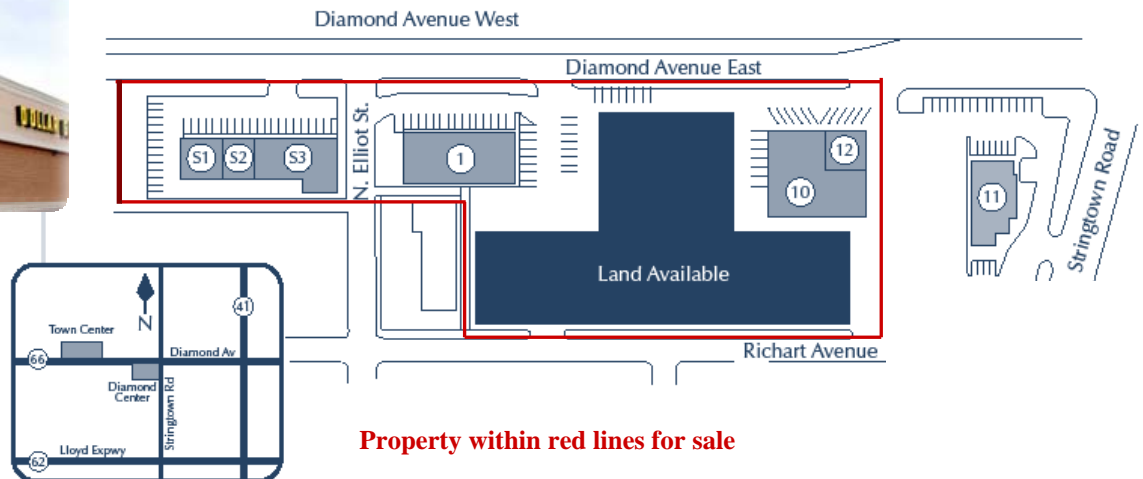 Diamond Avenue West
Diamond Avenue East
DOLLAR
N. Elliot St.
S1
S2
S3
1
12
10
11
Stringtown Road
Land Available
Richart Avenue
N
41
Town Center
66
Diamond Av
Diamond
Center
Stringtown Rd
Lloyd Expwy
62
Property within red lines for sale